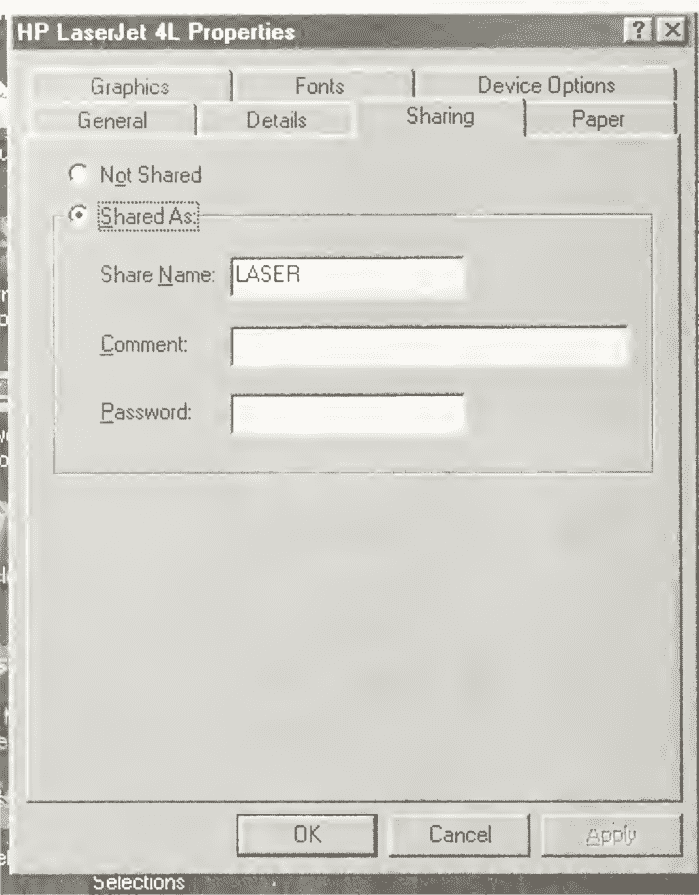 HP LaserJet 4L Properties ? X
Graphics Fonts Device Options
General Details Sharing Paper
Not Shared
Shared As:
Share Name: LASER
Comment:
Password:
OK Cancel Apply
Selections